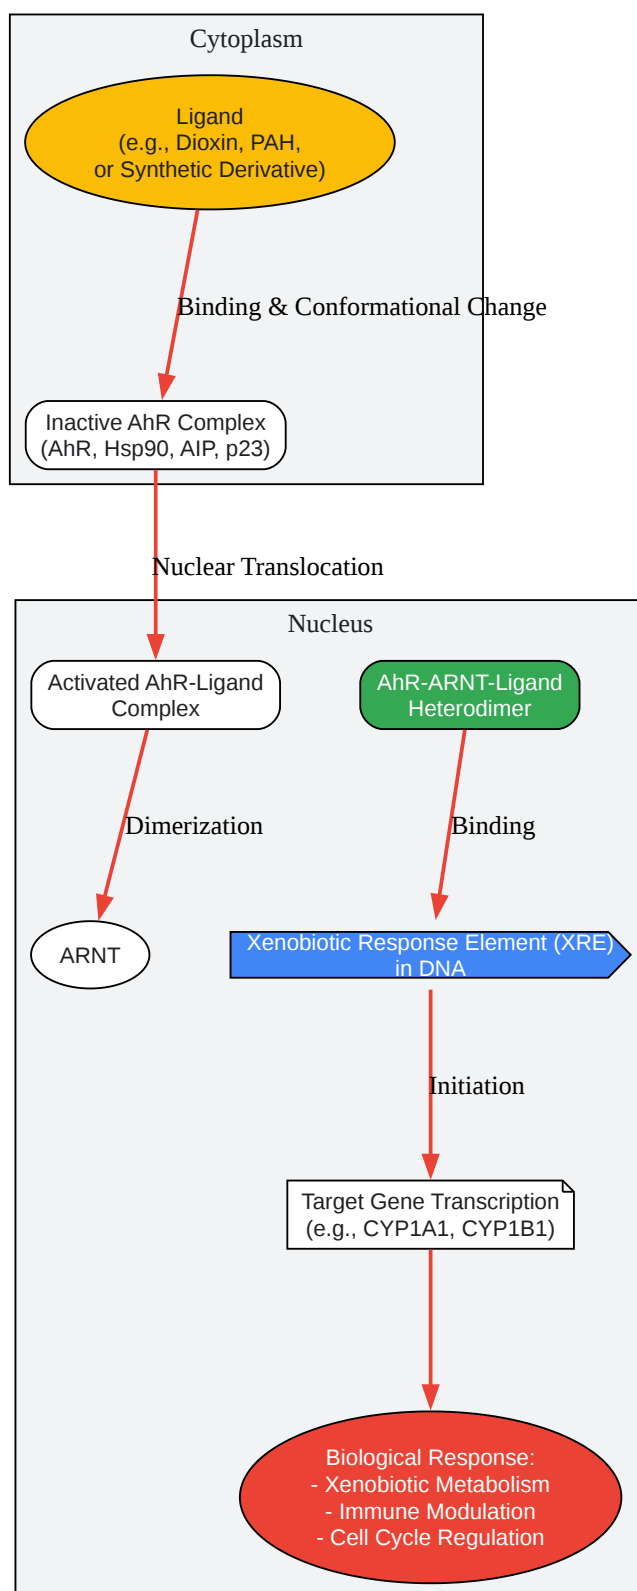 Cytoplasm
Ligand
(e.g., Dioxin, PAH,
or Synthetic Derivative)
Binding & Conformational Change
Inactive AhR Complex
(AhR, Hsp90, AIP, p23)
Nuclear Translocation
Nucleus
Activated AhR-Ligand
Complex
AhR-ARNT-Ligand
Heterodimer
Dimerization
Binding
ARNT
Xenobiotic Response Element (XRE)
in DNA
Initiation
Target Gene Transcription
(e.g., CYP1A1, CYP1B1)
Biological Response:
- Xenobiotic Metabolism
- Immune Modulation
- Cell Cycle Regulation